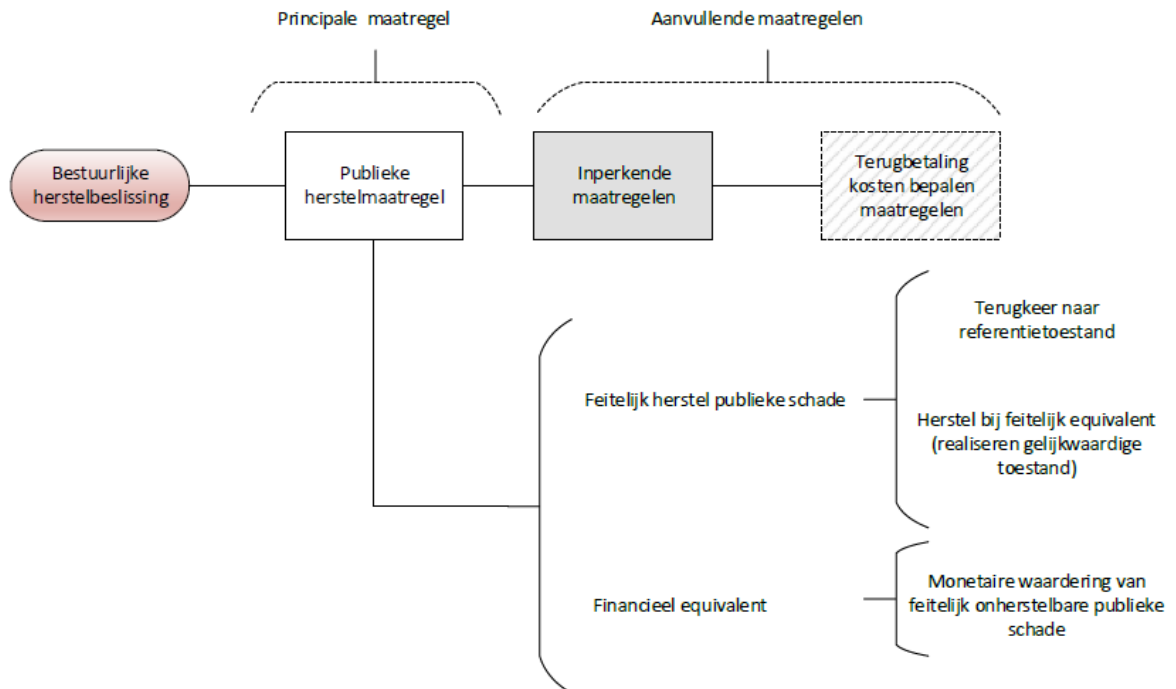 Principale maatregel
Aanvullende maatregelen
Bestuurlijke
herstelbeslissing
Publieke
herstelmaatregel
Inperkende
maatregelen
Terugbetaling
kosten bepalen
maatregelen
Feitelijk herstel publieke schade
Terugkeer naar
referentietoestand
Herstel bij feitelijk equivalent
(realiseren gelijkwaardige
toestand)
Financieel equivalent
Monetaire waardering van
feitelijk onherstelbare publieke
schade